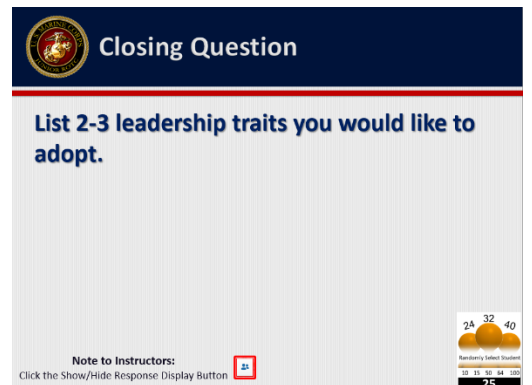 Closing Question
List 2-3 leadership traits you would like to
adopt.
Note to Instructors:
Click the Show/Hide Response Display Button
24 32 40
Randomly Select Student
10 15 50 64 100
25